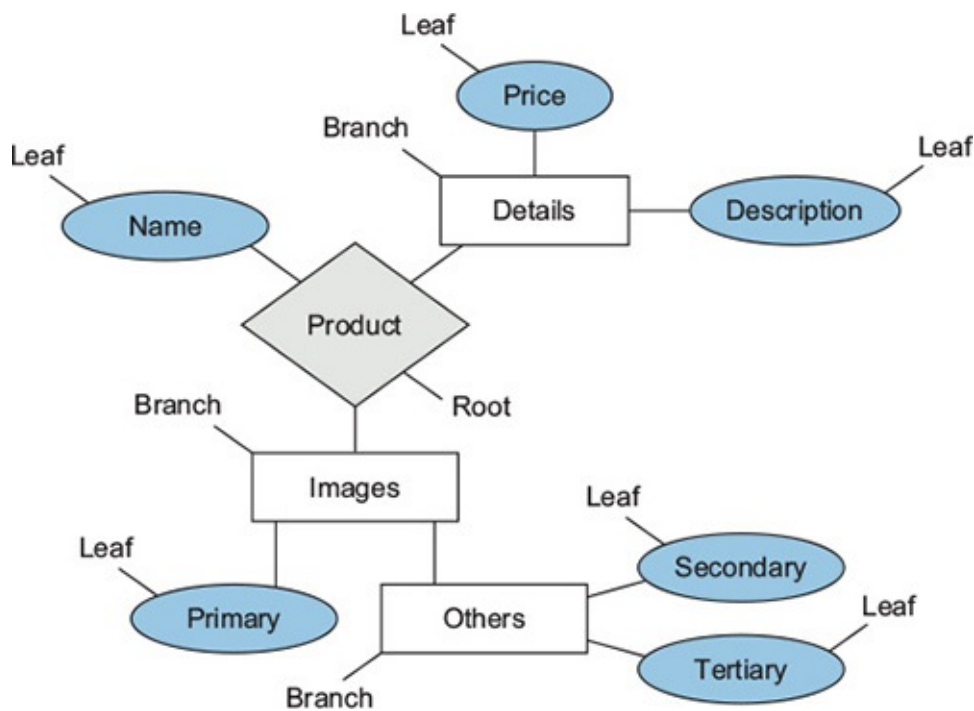 Leaf
Price
Branch
Leaf
Leaf
Details
Description
Name
Product
Branch
Root
Images
Leaf
Secondary
Leaf
Leaf
Primary
Others
Tertiary
Branch